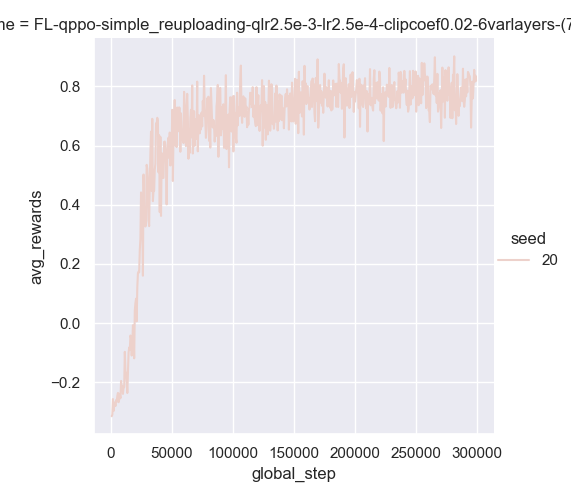 me = FL-qppo-simple_reuploading-qlr2.5e-3-lr2.5e-4-clipcoef0.02-6varlayers-(7
0.8
0.6
0.4
0.2
0.0
−0.2
avg_rewards
seed
20
0 50000 100000 150000 200000 250000 300000
global_step